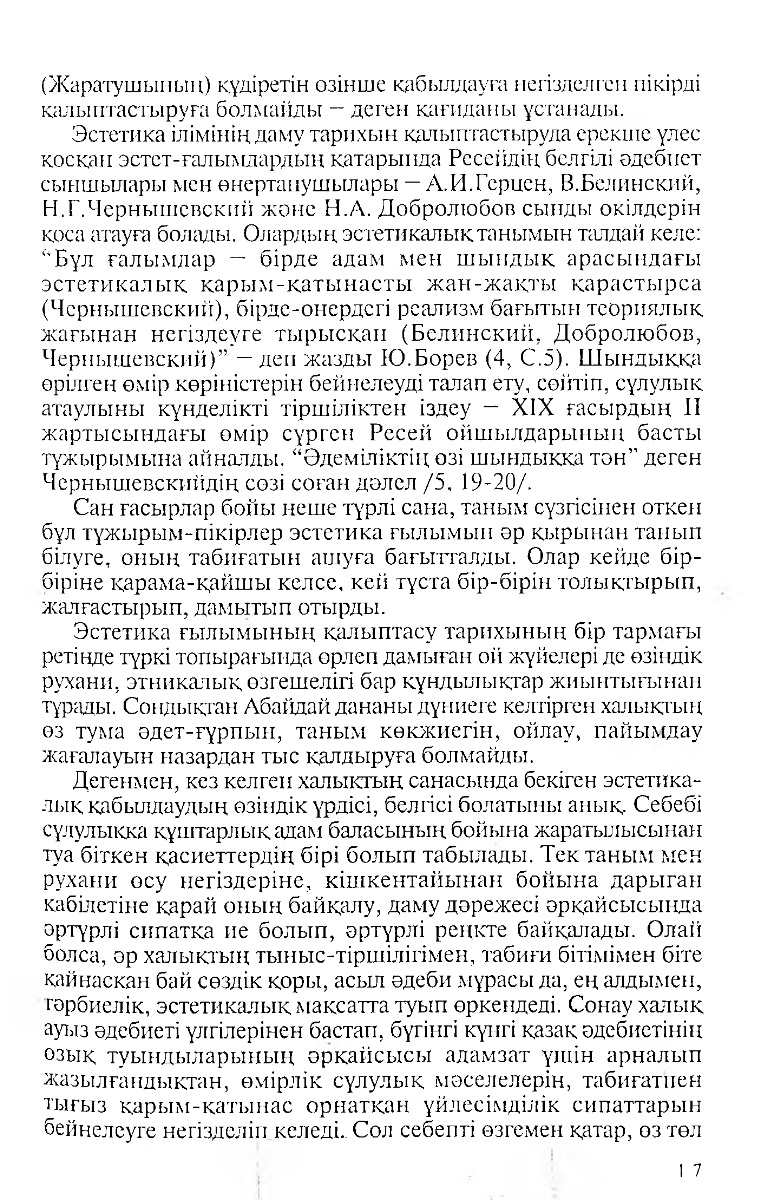 (Жаратушының) құдіретін өзінше қабылдауға негізделген пікірді
қалыптастыруға болмайды — деген қағиданы ұстанады.
Эстетика ілімінің даму тарихын қалыптастыруда ерекше үлес
қосқан эстет-ғалымлардың қатарында Ресейдің белгілі әдебиет
сыншылары мен өнертанушылары — А.И.Герцен, В.Белинский,
Н.Г.Чернышевский және Н.А. Добролюбов сынды өкілдерін
қоса атауға болады. Олардың эстетикалық танымын талдай келе:
“Бұл ғалымлар — бірде адам мен шындық арасындағы
эстетикалық қарым-қатынасты жан-жақты қарастырса
(Чернышевский), бірде-өнердегі реализм бағытын теориялық
жағынан негіздеуге тырысқан (Белинский, Добролюбов,
Чернышевский)” — деп жазды Ю.Борев (4, С.5). Шындыққа
өрілген өмір көріністерін бейнелеуді талап ету, сөйтіп, сұлулық
атаулыны күнделікті тіршіліктен іздеу — XIX ғасырдың II
жартысындағы өмір сүрген Ресей ойшылдарының басты
тұжырымына айналды. “Әдеміліктің өзі шындыққа тән” деген
Чернышевскийдің сөзі соған дәлел /5, 19-20/.
Сан ғасырлар бойы неше түрлі сана, таным сүзгісінен өткен
бұл тұжырым-пікірлер эстетика ғылымын әр қырынан танып
білуге, оның табиғатын ашуға бағытталды. Олар кейде бір-
біріне қарама-қайшы келсе, кей тұста бір-бірін толықтырып,
жалғастырып, дамытып отырды.
Эстетика ғылымының қалыптасу тарихының бір тармағы
ретінде түркі топырағында өрлеп дамыған ой жүйелері де өзіндік
рухани, этникалық өзгешелігі бар құндылықтар жиынтығынан
тұрады. Сондықтан Абайдай дананы дүниеге келтірген халықтың
өз тума әдет-ғұрпын, таным көкжиегін, ойлау, пайымдау
жағалауын назардан тыс қалдыруға болмайды.
Дегенмен, кез келген халықтың санасында бекіген эстетика-
лық қабылдаудың өзіндік үрдісі, белгісі болатыны анық. Себебі
сұлулыққа құштарлық адам баласының бойына жаратылысынан
туа біткен қасиеттердің бірі болып табылады. Тек таным мен
рухани өсу негіздеріне, кішкентайынан бойына дарыған
қабілетіне қарай оның байқалу, даму дәрежесі әрқайсысында
әртүрлі сипатқа ие болып, әртүрлі реңкте байқалады. Олай
болса, әр халықтың тыныс-тіршілігімен, табиғи бітімімен біте
қайнасқан бай сөздік қоры, асыл әдеби мұрасы да, ең алдымен,
тәрбиелік, эстетикалық мақсатта туып өркендеді. Сонау халық
ауыз әдебиеті үлгілерінен бастап, бүгінгі күнгі қазақ әдебиетінің
озық туындыларының әрқайсысы адамзат үшін арналып
жазылғандықтан, өмірлік сұлулық мәселелерін, табиғатпен
тығыз қарым-қатынас орнатқан үйлесімділік сипаттарын
бейнелеуге негізделіп келеді. Сол себепті өзгемен қатар, өз төл
17